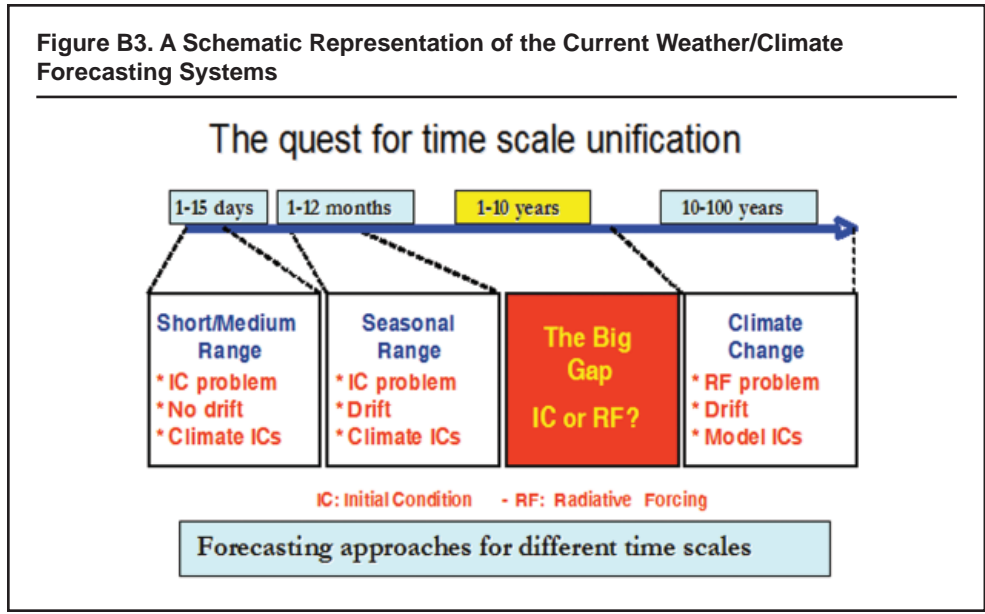 Figure B3. A Schematic Representation of the Current Weather/Climate
Forecasting Systems
The quest for time scale unification
1-15 days
1-12 months
1-10 years
10-100 years
Short/Medium
Range
* IC problem
* No drift
* Climate ICs
Seasonal
Range
* IC problem
* Drift
* Climate ICs
The Big
Gap
IC or RF?
Climate
Change
* RF problem
* Drift
* Model ICs
IC: Initial Condition - RF: Radiative Forcing
Forecasting approaches for different time scales